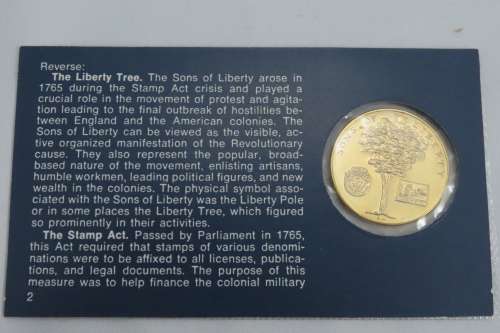 Reverse:
The Liberty Tree. The Sons of Liberty arose in
1765 during the Stamp Act crisis and played a
crucial role in the movement of protest and agita-
tion leading to the final outbreak of hostilities be-
tween England and the American colonies. The
Sons of Liberty can be viewed as the visible, ac-
tive organized manifestation of the Revolutionary
cause. They also represent the popular, broad-
based nature of the movement, enlisting artisans,
humble workmen, leading political figures, and new
wealth in the colonies. The physical symbol asso-
ciated with the Sons of Liberty was the Liberty Pole
or in some places the Liberty Tree, which figured
so prominently in their activities.
The Stamp Act. Passed by Parliament in 1765,
this Act required that stamps of various denomi-
nations were to be affixed to all licenses, publica-
tions, and legal documents. The purpose of this
measure was to help finance the colonial military
2
SONS OF LIBERTY